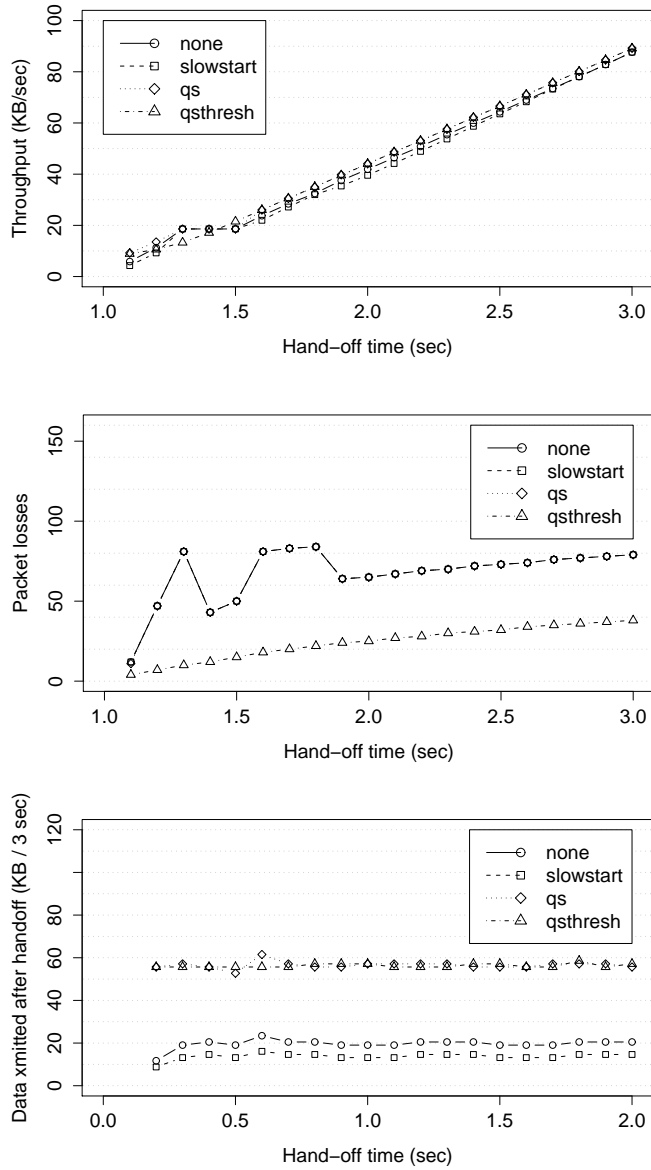 Throughput (KB/sec)
0 20 40 60 80 100
none
slowstart
qs
qsthresh
1.0 1.5 2.0 2.5 3.0
Hand−off time (sec)
Packet losses
0 50 100 150
none
slowstart
qs
qsthresh
1.0 1.5 2.0 2.5 3.0
Hand−off time (sec)
Data xmitted after handoff (KB / 3 sec)
0 20 40 60 80 120
none
slowstart
qs
qsthresh
0.0 0.5 1.0 1.5 2.0
Hand−off time (sec)